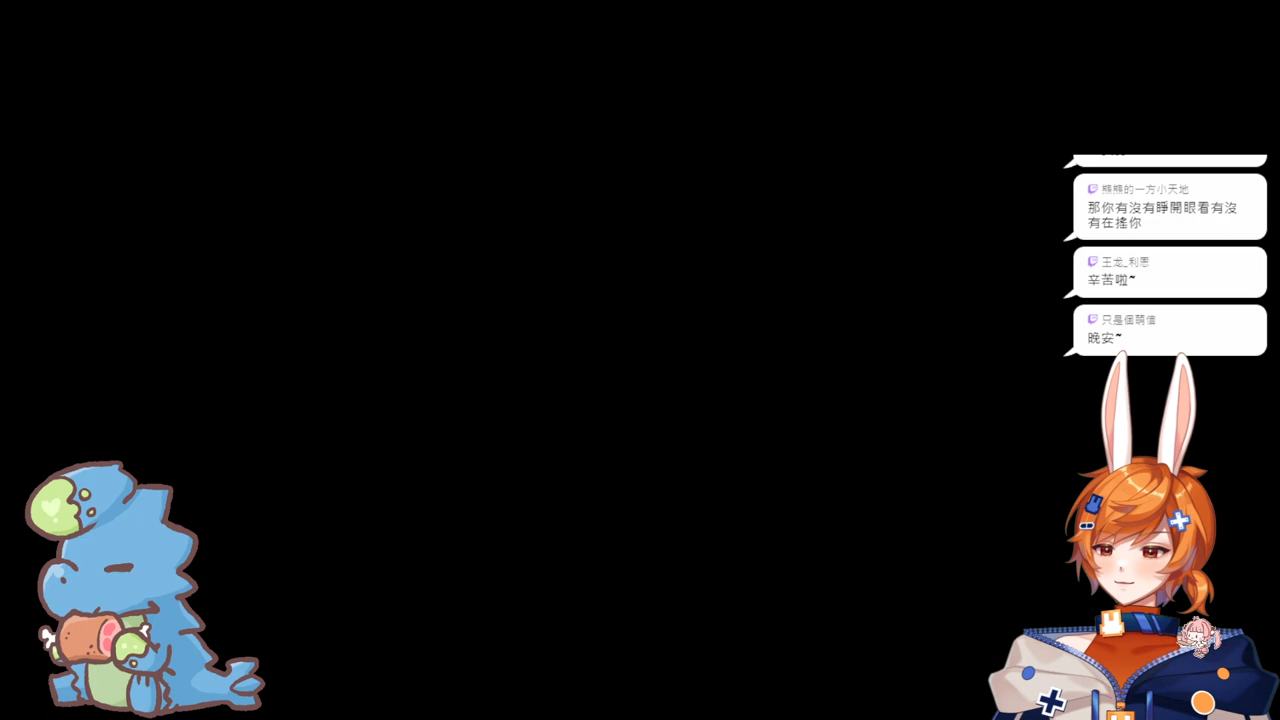 熊熊的一方小天地
那你有沒有睜開眼看有沒
有在搖你
王龙_利恩
辛苦啦~
只是個萌信
晚安~